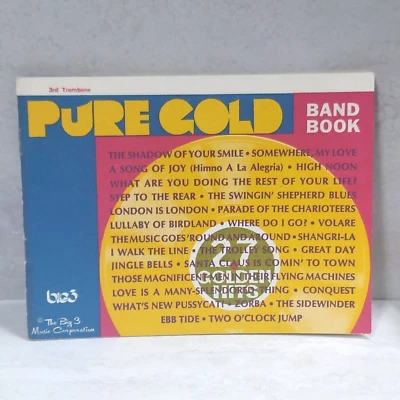 3rd Trombone
PURE GOLD
BAND
BOOK
THE SHADOW OF YOUR SMILE • SOMEWHERE, MY LOVE
A SONG OF JOY (Himno A La Alegria) • HIGH NOON
WHAT ARE YOU DOING THE REST OF YOUR LIFE?
STEP TO THE REAR • THE SWINGIN' SHEPHERD BLUES
LONDON IS LONDON • PARADE OF THE CHARIOTEERS
LULLABY OF BIRDLAND • WHERE DO I GO? • VOLARE
THE MUSIC GOES 'ROUND AND AROUND • SHANGRI-LA
I WALK THE LINE • THE TROLLEY SONG • GREAT DAY
JINGLE BELLS • SANTA CLAUS IS COMIN' TO TOWN
THOSE MAGNIFICENT MEN IN THEIR FLYING MACHINES
LOVE IS A MANY-SPLENDORED THING • CONQUEST
WHAT'S NEW PUSSYCAT? • ZORBA • THE SIDEWINDER
EBB TIDE • TWO O'CLOCK JUMP
big3
© The Big 3
Music Corporation